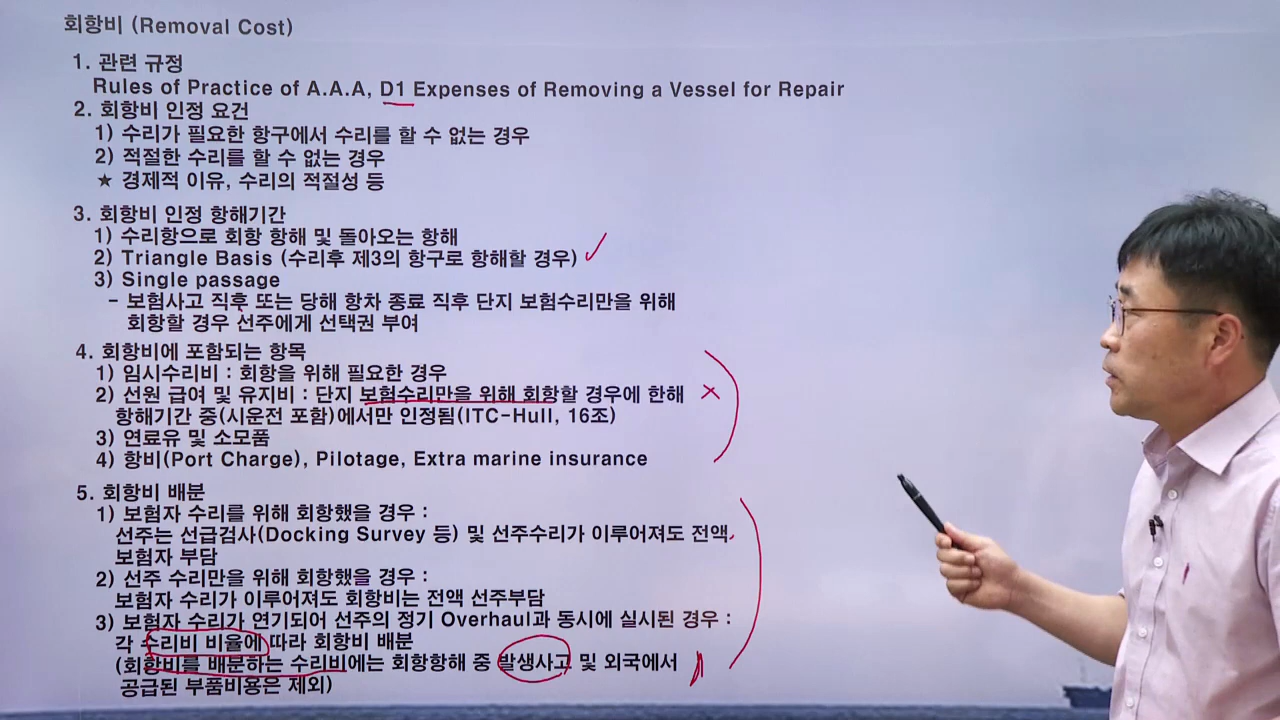 회항비 (Removal Cost)
1. 관련 규정
Rules of Practice of A.A.A, D1 Expenses of Removing a Vessel for Repair
2. 회항비 인정 요건
1) 수리가 필요한 항구에서 수리를 할 수 없는 경우
2) 적절한 수리를 할 수 없는 경우
★ 경제적 이유, 수리의 적절성 등
3. 회항비 인정 항해기간
1) 수리항으로 회항 항해 및 돌아오는 항해
2) Triangle Basis (수리후 제3의 항구로 항해할 경우)
3) Single passage
- 보험사고 직후 또는 당해 항차 종료 직후 단지 보험수리만을 위해
회항할 경우 선주에게 선택권 부여
4. 회항비에 포함되는 항목
1) 임시수리비 : 회항을 위해 필요한 경우
2) 선원 급여 및 유지비 : 단지 보험수리만을 위해 회항할 경우에 한해
항해기간 중(시운전 포함)에서만 인정됨(ITC-Hull, 16조)
3) 연료유 및 소모품
4) 항비(Port Charge), Pilotage, Extra marine insurance
5. 회항비 배분
1) 보험자 수리를 위해 회항했을 경우 :
선주는 선급검사(Docking Survey 등) 및 선주수리가 이루어져도 전액
보험자 부담
2) 선주 수리만을 위해 회항했을 경우 :
보험자 수리가 이루어져도 회항비는 전액 선주부담
3) 보험자 수리가 연기되어 선주의 정기 Overhaul과 동시에 실시된 경우 :
각 수리비 비율에 따라 회항비 배분
(회항비를 배분하는 수리비에는 회항항해 중 발생사고 및 외국에서
공급된 부품비용은 제외)